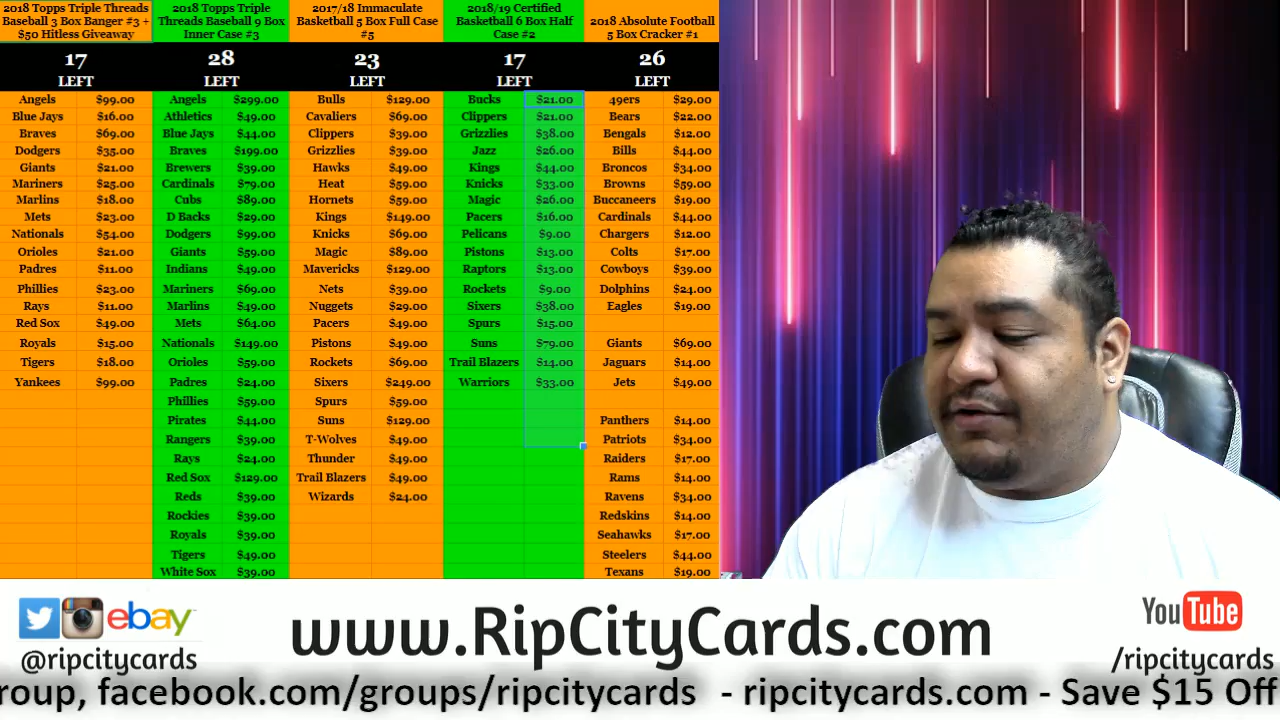 2018 Topps Triple Threads
Baseball 3 Box Banger #3 +
$50 Hitless Giveaway
17
LEFT
Angels $99.00
Blue Jays $16.00
Braves $69.00
Dodgers $35.00
Giants $21.00
Mariners $25.00
Marlins $18.00
Mets $23.00
Nationals $54.00
Orioles $21.00
Padres $11.00
Phillies $23.00
Rays $11.00
Red Sox $49.00
Royals $15.00
Tigers $18.00
Yankees $99.00
2018 Topps Triple
Threads Baseball 9 Box
Inner Case #3
28
LEFT
Angels $299.00
Athletics $49.00
Blue Jays $44.00
Braves $199.00
Brewers $39.00
Cardinals $79.00
Cubs $89.00
D Backs $29.00
Dodgers $99.00
Giants $59.00
Indians $49.00
Mariners $69.00
Marlins $49.00
Mets $64.00
Nationals $149.00
Orioles $59.00
Padres $24.00
Phillies $59.00
Pirates $44.00
Rangers $39.00
Rays $24.00
Red Sox $129.00
Reds $39.00
Rockies $39.00
Royals $39.00
Tigers $49.00
White Sox $39.00
2017/18 Immaculate
Basketball 5 Box Full Case
#5
23
LEFT
Bulls $129.00
Cavaliers $69.00
Clippers $39.00
Grizzlies $39.00
Hawks $49.00
Heat $59.00
Hornets $59.00
Kings $149.00
Knicks $69.00
Magic $89.00
Mavericks $129.00
Nets $39.00
Nuggets $29.00
Pacers $49.00
Pistons $49.00
Rockets $69.00
Sixers $249.00
Spurs $59.00
Suns $129.00
T-Wolves $49.00
Thunder $49.00
Trail Blazers $49.00
Wizards $24.00
2018/19 Certified
Basketball 6 Box Half
Case #2
17
LEFT
Bucks $21.00
Clippers $21.00
Grizzlies $38.00
Jazz $26.00
Kings $44.00
Knicks $33.00
Magic $26.00
Pacers $16.00
Pelicans $9.00
Pistons $13.00
Raptors $13.00
Rockets $9.00
Sixers $38.00
Spurs $15.00
Suns $79.00
Trail Blazers $14.00
Warriors $33.00
2018 Absolute Football
5 Box Cracker #1
26
LEFT
49ers $29.00
Bears $22.00
Bengals $12.00
Bills $44.00
Broncos $34.00
Browns $59.00
Buccaneers $19.00
Cardinals $44.00
Chargers $12.00
Colts $17.00
Cowboys $39.00
Dolphins $24.00
Eagles $19.00
Giants $69.00
Jaguars $14.00
Jets $49.00
Panthers $14.00
Patriots $34.00
Raiders $17.00
Rams $14.00
Ravens $34.00
Redskins $14.00
Seahawks $17.00
Steelers $44.00
Texans $19.00
ebay
@ripcitycards
www.RipCityCards.com
YouTube
/ripcitycards
roup, facebook.com/groups/ripcitycards - ripcitycards.com - Save $15 Off